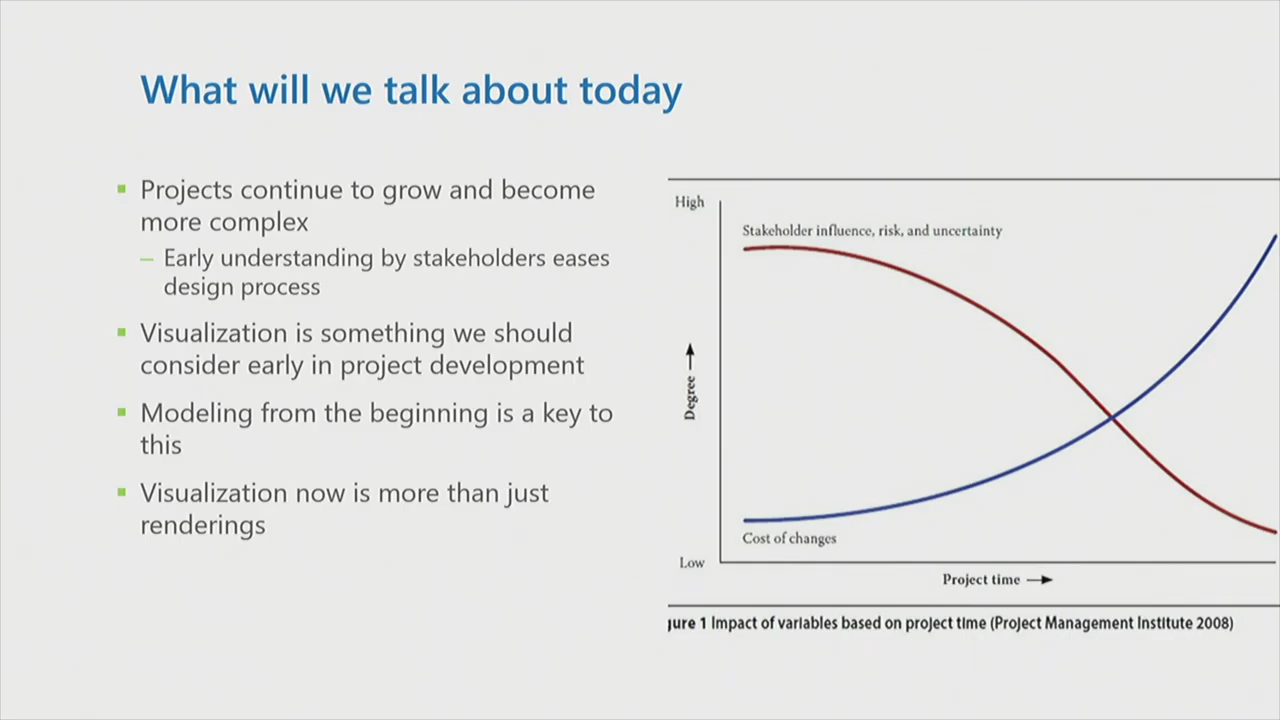 What will we talk about today
Projects continue to grow and become
more complex
– Early understanding by stakeholders eases
design process
Visualization is something we should
consider early in project development
Modeling from the beginning is a key to
this
Visualization now is more than just
renderings
High
Stakeholder influence, risk, and uncertainty
Degree
Cost of changes
Low
Project time
gure 1 Impact of variables based on project time (Project Management Institute 2008)